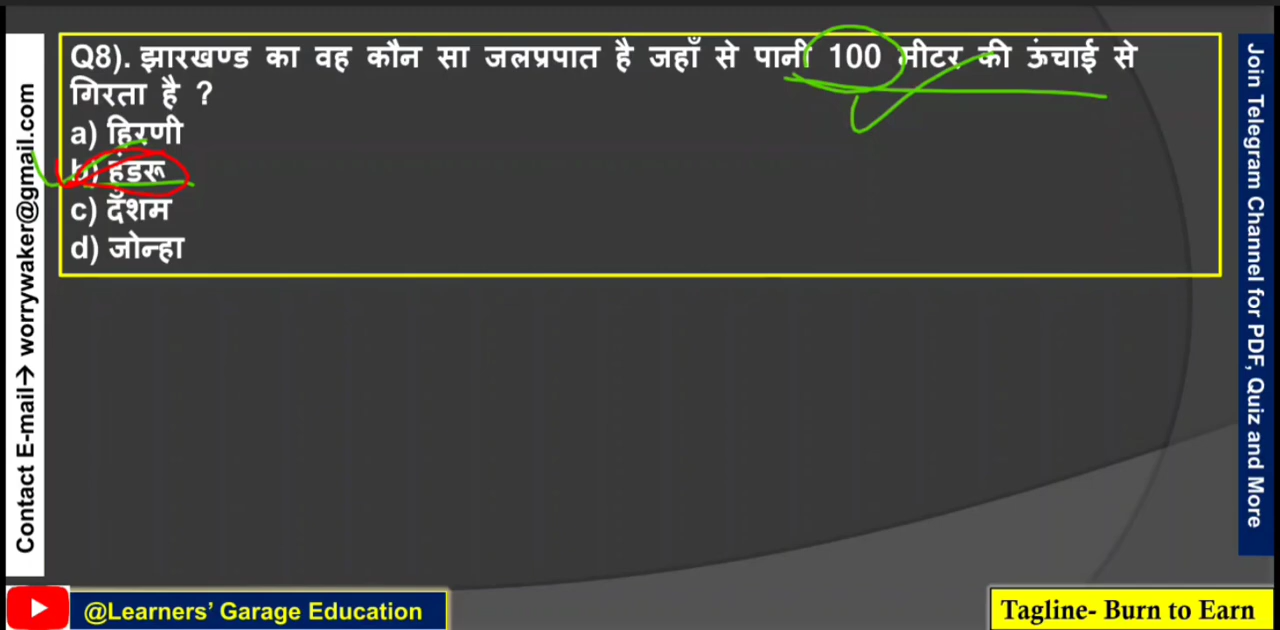 Q8). झारखण्ड का वह कौन सा जलप्रपात है जहाँ से पानी 100 मीटर की ऊंचाई से
गिरता है ?
a) हिरणी
b) हुंडरू
c) दँशम
d) जोन्हा
Contact E-mail→ worrywaker@gmail.com
Join Telegram Channel for PDF, Quiz and More
@Learners’ Garage Education
Tagline- Burn to Earn